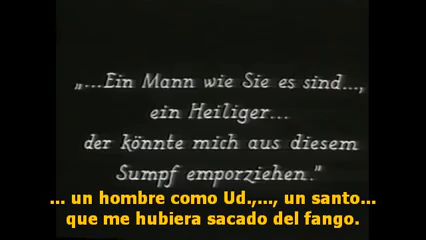 „...Ein Mann wie Sie es sind...,
ein Heiliger...
der könnte mich aus diesem
Sumpf emporziehen."
... un hombre como Ud.,..., un santo...
que me hubiera sacado del fango.